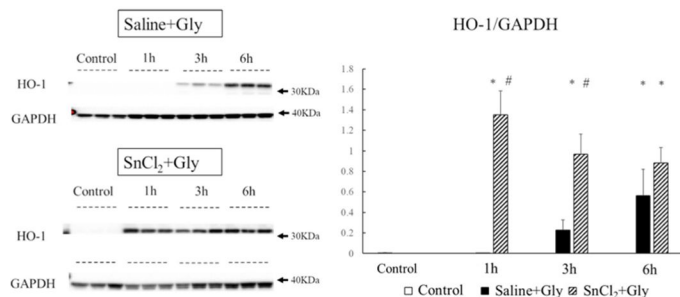 Saline+Gly
Control 1h 3h 6h
HO-1
30KDa
GAPDH
40KDa
SnCl₂+Gly
Control 1h 3h 6h
HO-1
30KDa
GAPDH
40KDa
HO-1/GAPDH
1.8
1.6
1.4
1.2
1
0.8
0.6
0.4
0.2
0
* # * # * *
Control 1h 3h 6h
Control Saline+Gly SnCl₂+Gly